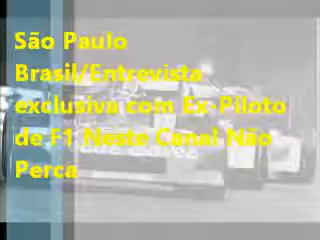 São Paulo
Brasil/Entrevista
exclusiva com Ex-Piloto
de F1 Neste Canal Não
Perca